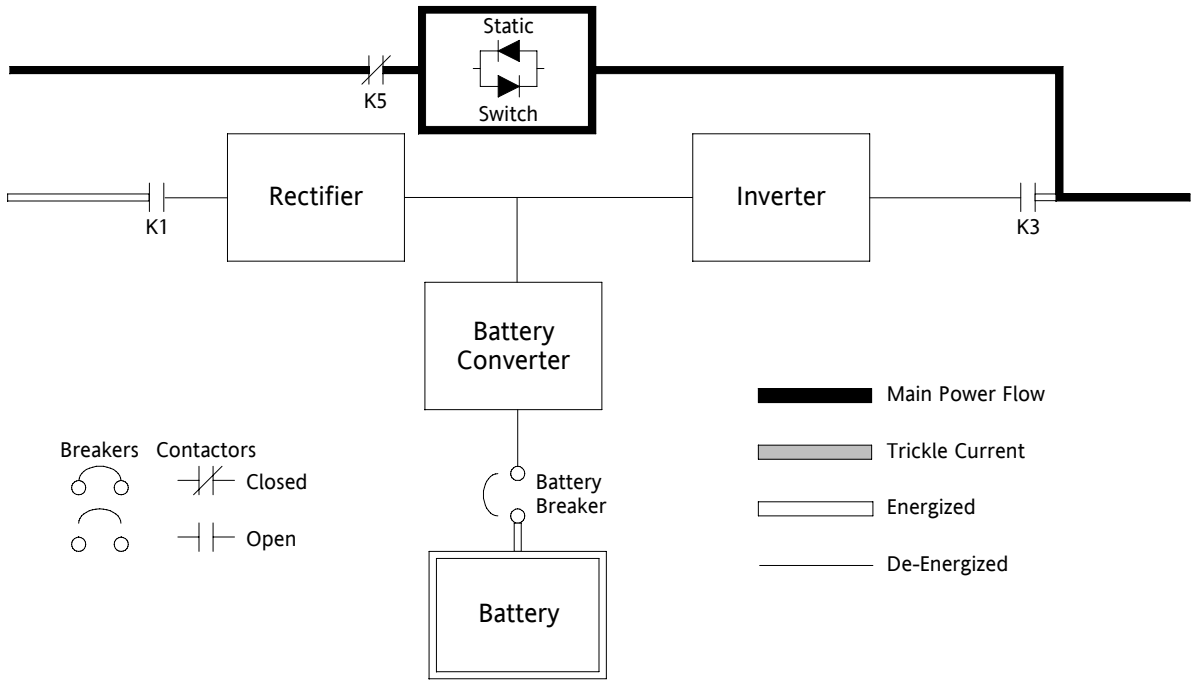 Static
Switch
K5
Rectifier
Inverter
K1
K3
Battery
Converter
Main Power Flow
Trickle Current
Energized
De-Energized
Breakers Contactors
Closed
Open
Battery
Breaker
Battery